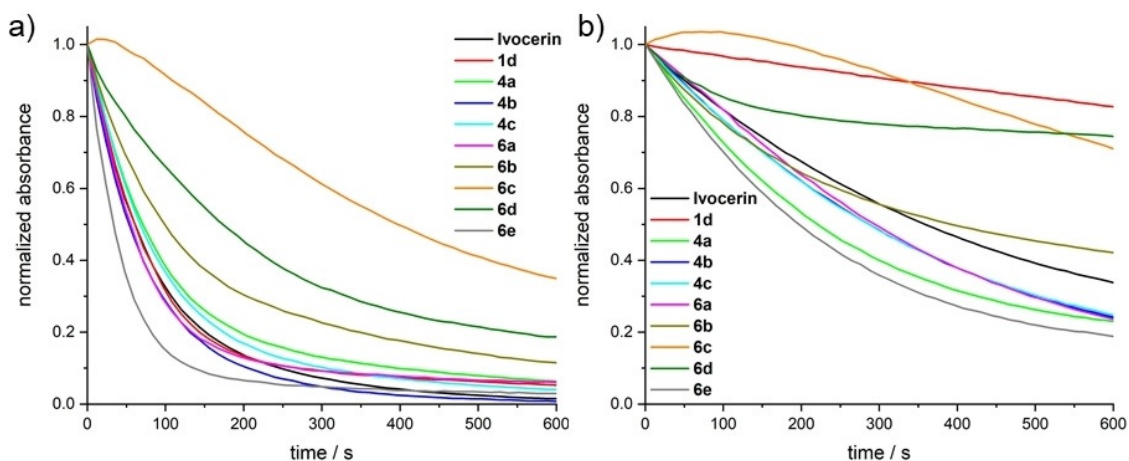 a)
normalized absorbance
1.0
0.8
0.6
0.4
0.2
0.0
Ivocerin
1d
4a
4b
4c
6a
6b
6c
6d
6e
0 100 200 300 400 500 600
time / s
b)
normalized absorbance
1.0
0.8
0.6
0.4
0.2
0.0
Ivocerin
1d
4a
4b
4c
6a
6b
6c
6d
6e
0 100 200 300 400 500 600
time / s